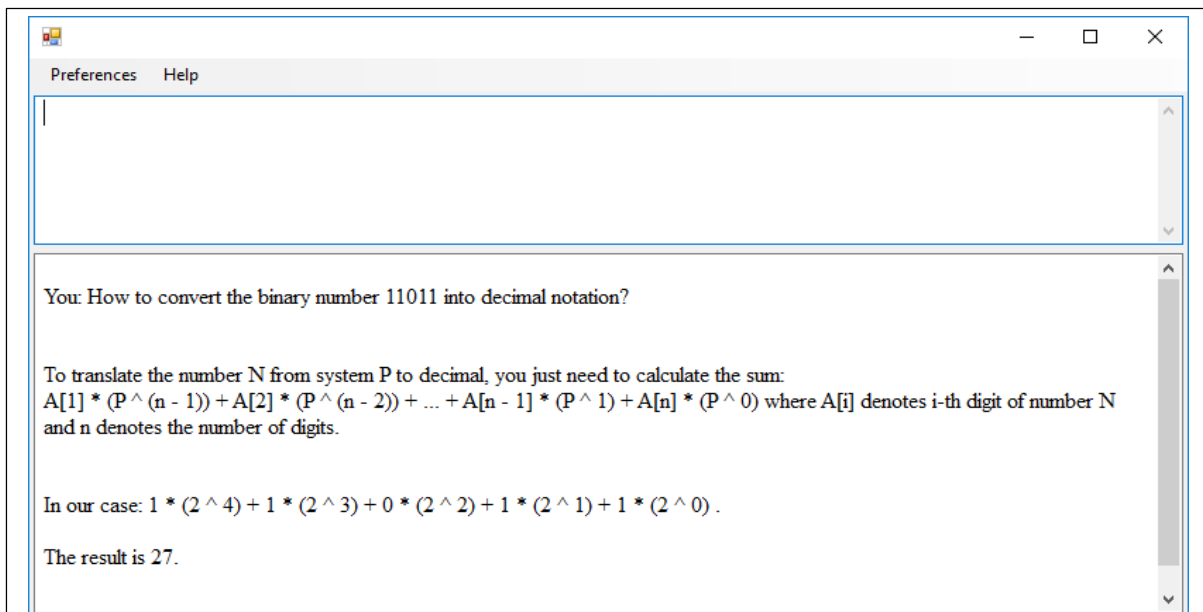 Preferences Help
You: How to convert the binary number 11011 into decimal notation?
To translate the number N from system P to decimal, you just need to calculate the sum:
A[1] * (P ^ (n - 1)) + A[2] * (P ^ (n - 2)) + ... + A[n - 1] * (P ^ 1) + A[n] * (P ^ 0) where A[i] denotes i-th digit of number N
and n denotes the number of digits.
In our case: 1 * (2 ^ 4) + 1 * (2 ^ 3) + 0 * (2 ^ 2) + 1 * (2 ^ 1) + 1 * (2 ^ 0) .
The result is 27.